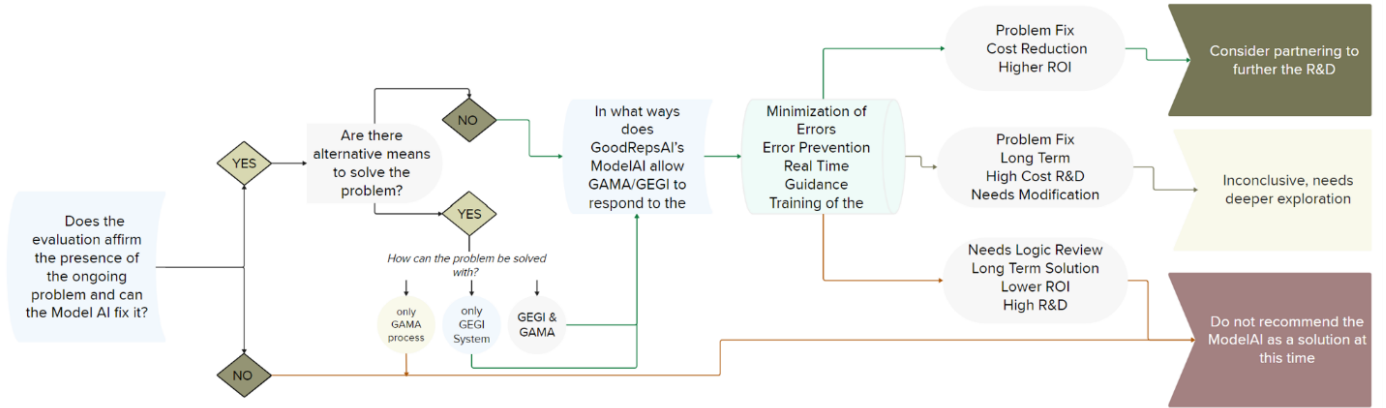 Does the
evaluation affirm
the presence of
the ongoing
problem and can
the Model AI fix it?
YES
NO
Are there
alternative means
to solve the
problem?
NO
YES
How can the problem be solved
with?
only
GAMA
process
only
GEGI
System
GEGI &
GAMA
In what ways
does
GoodRepsAI's
ModelAI allow
GAMA/GEGI to
respond to the
Minimization of
Errors
Error Prevention
Real Time
Guidance
Training of the
Problem Fix
Cost Reduction
Higher ROI
Problem Fix
Long Term
High Cost R&D
Needs Modification
Needs Logic Review
Long Term Solution
Lower ROI
High R&D
Consider partnering to
further the R&D
Inconclusive, needs
deeper exploration
Do not recommend the
ModelAI as a solution at
this time